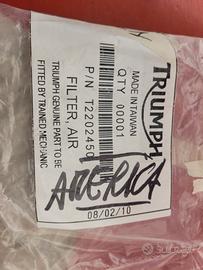 TRIUMPH
MADE IN TAIWAN
QTY 00001
P/N T2202450
FILTER, AIR
TRIUMPH GENUINE PART TO BE
FITTED BY TRAINED MECHANIC
AMERICA
08/02/10
subito